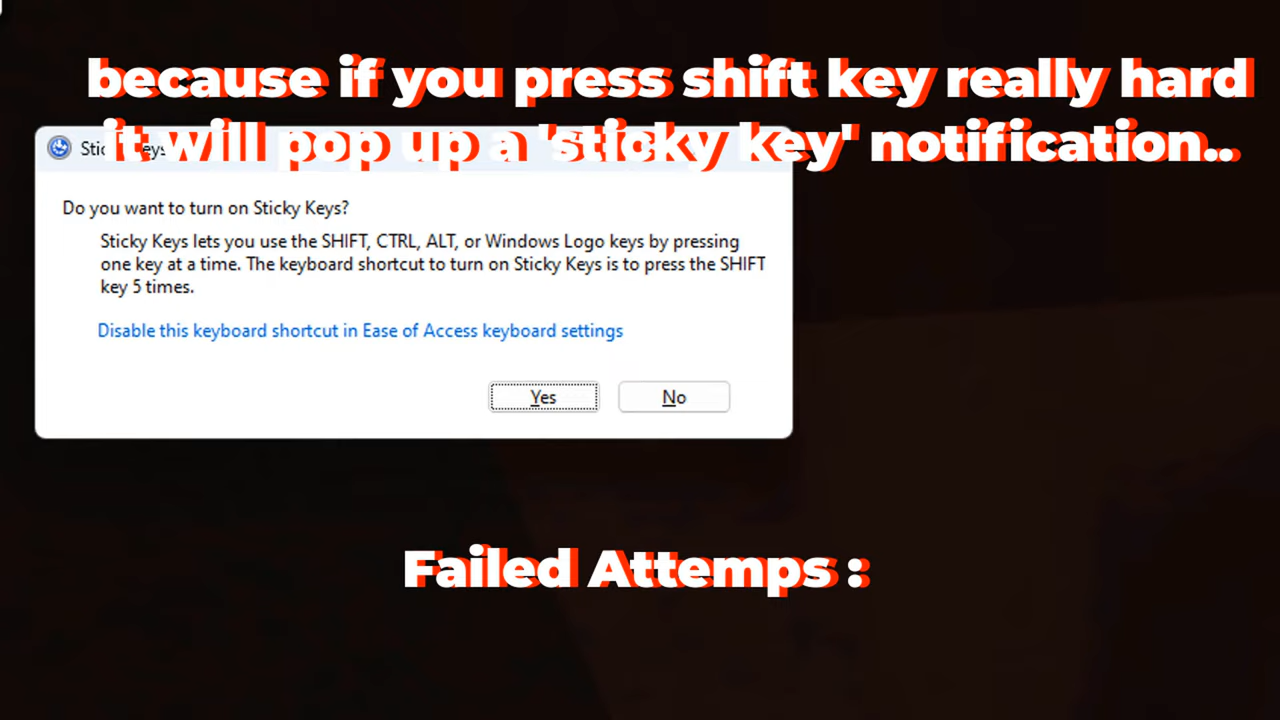 because if you press shift key really hard
it will pop up a 'sticky key' notification..
Sticky Keys
Do you want to turn on Sticky Keys?
Sticky Keys lets you use the SHIFT, CTRL, ALT, or Windows Logo keys by pressing
one key at a time. The keyboard shortcut to turn on Sticky Keys is to press the SHIFT
key 5 times.
Disable this keyboard shortcut in Ease of Access keyboard settings
Yes No
Failed Attemps :